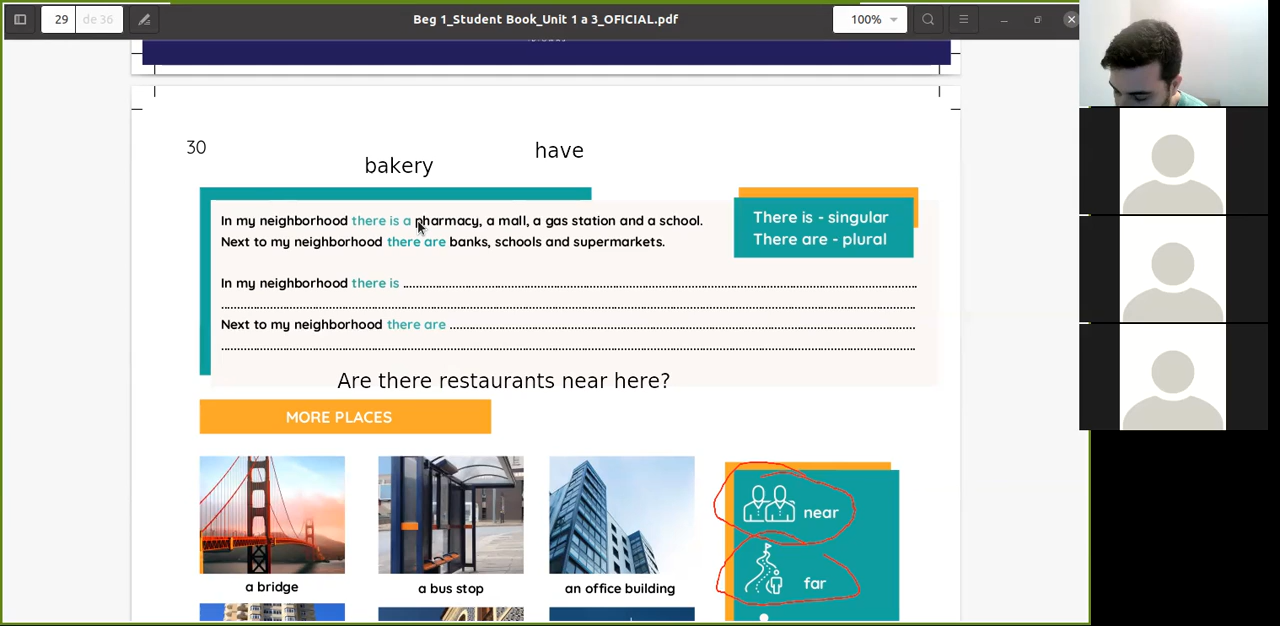 29
de 36
Beg 1_Student Book_Unit 1 a 3_OFICIAL.pdf
100%
30
bakery
have
In my neighborhood there is a pharmacy, a mall, a gas station and a school.
Next to my neighborhood there are banks, schools and supermarkets.
There is - singular
There are - plural
In my neighborhood there is
Next to my neighborhood there are
Are there restaurants near here?
MORE PLACES
near
far
a bridge
a bus stop
an office building